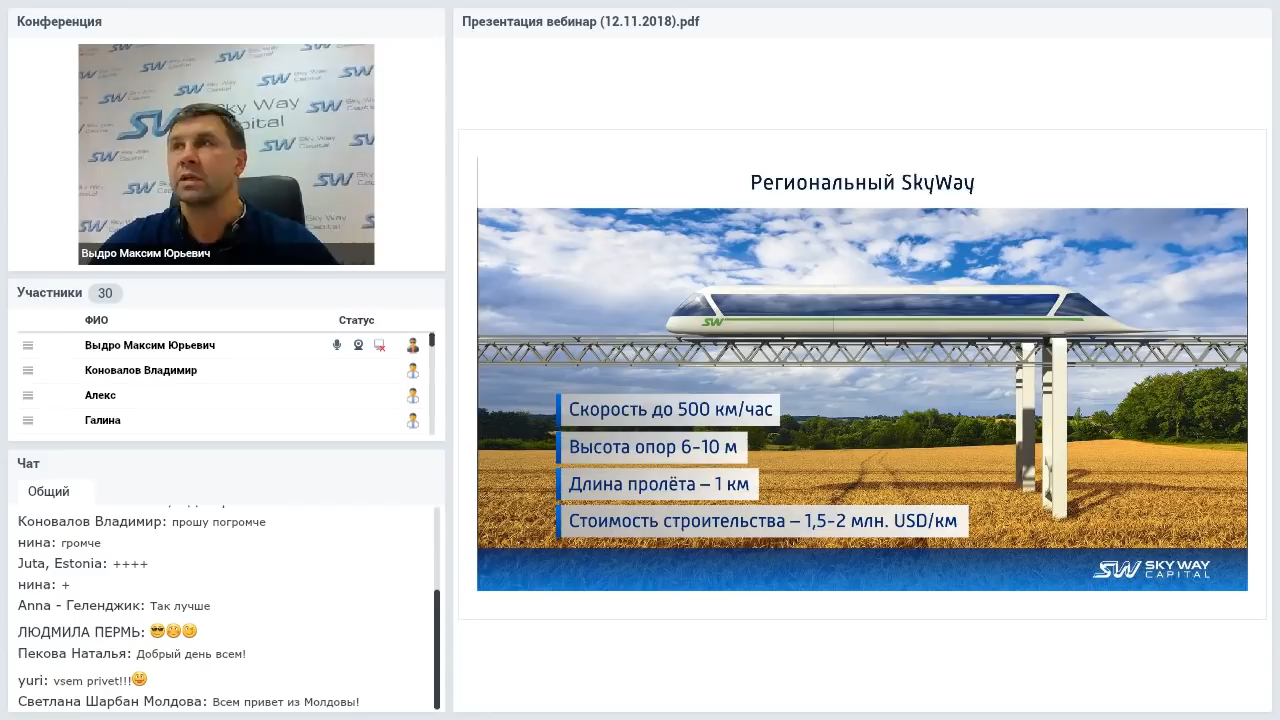 Конференция
SW Sky Way Capital
Выдро Максим Юрьевич
Участники 30
ФИО Статус
Выдро Максим Юрьевич
Коновалов Владимир
Алекс
Галина
Чат
Общий
Коновалов Владимир: прошу погромче
нина: громче
Juta, Estonia: ++++
нина: +
Anna - Геленджик: Так лучше
ЛЮДМИЛА ПЕРМЬ:
Пекова Наталья: Добрый день всем!
yuri: vsem privet!!!
Светлана Шарбан Молдова: Всем привет из Молдовы!
Презентация вебинар (12.11.2018).pdf
Региональный SkyWay
SW
Скорость до 500 км/час
Высота опор 6-10 м
Длина пролёта – 1 км
Стоимость строительства – 1,5-2 млн. USD/км
SW SKY WAY
CAPITAL